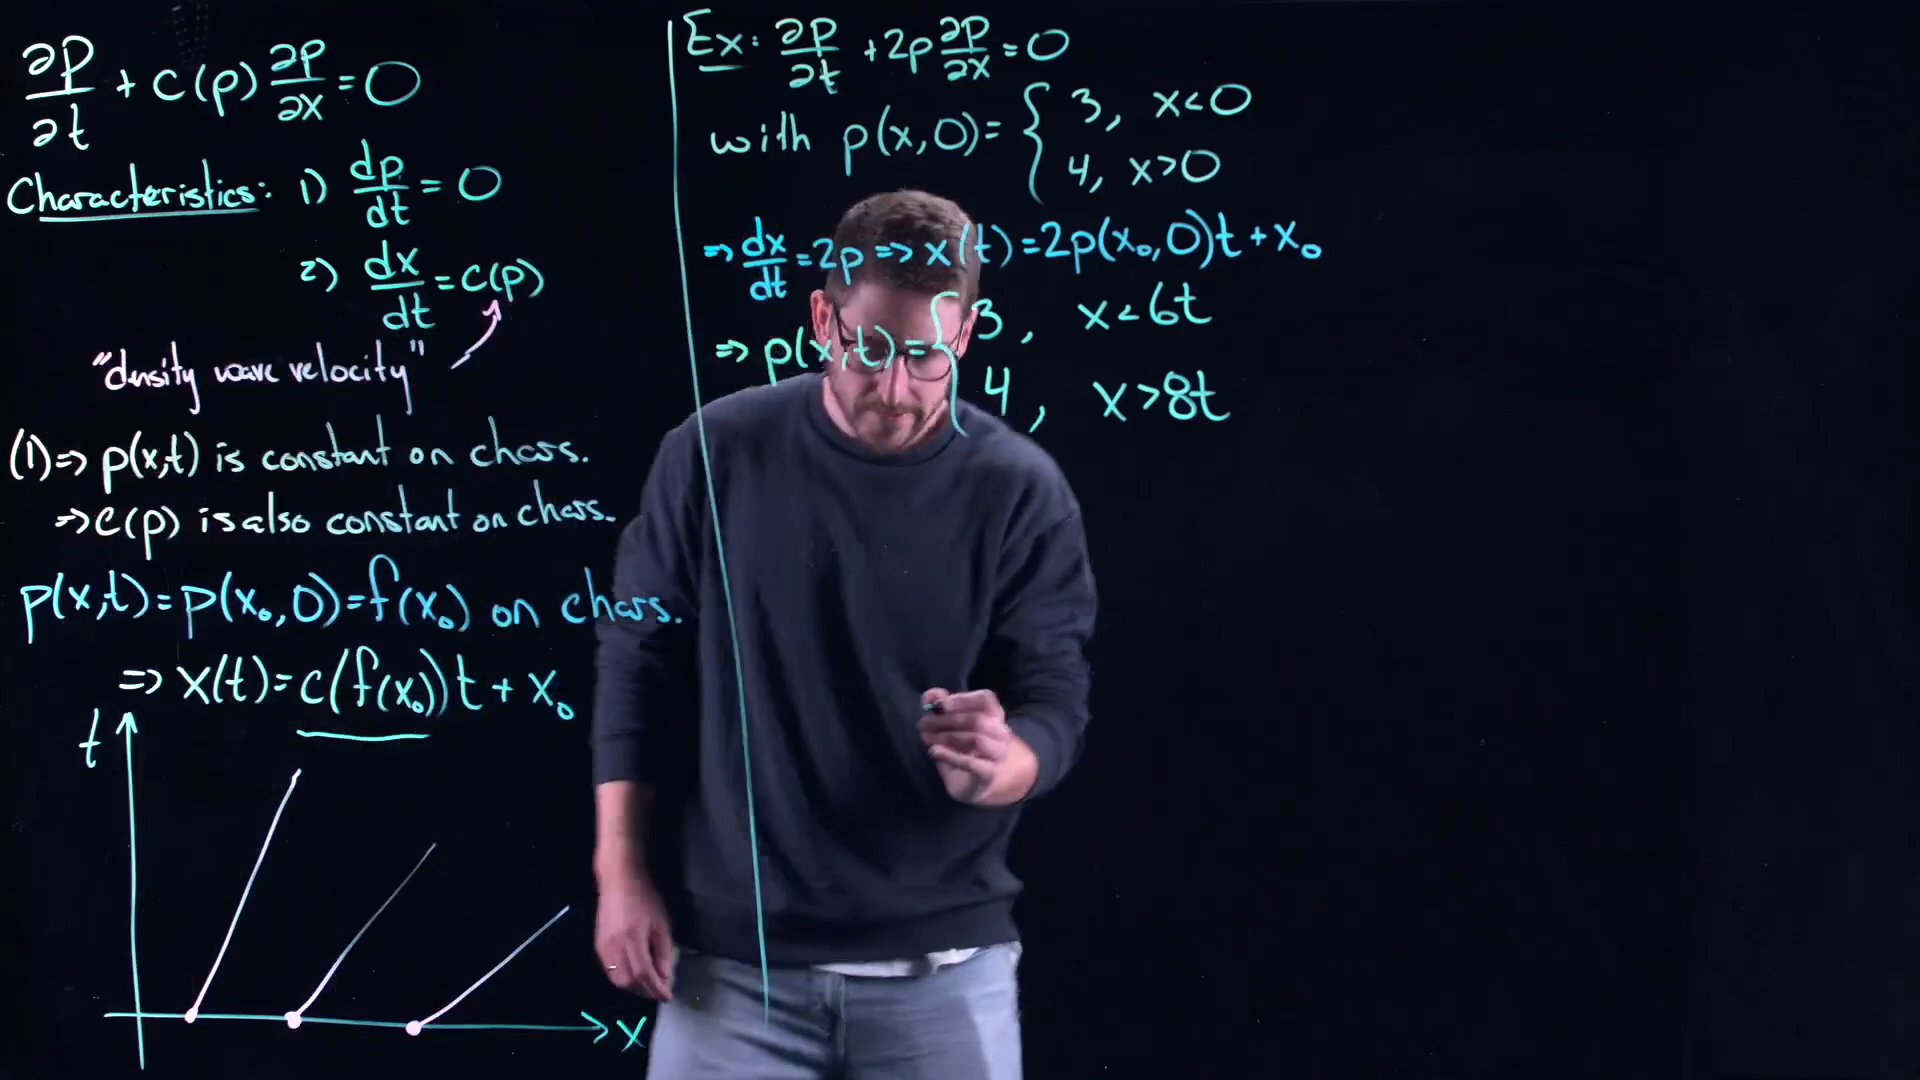 ∂ρ/∂t + c(ρ) ∂ρ/∂x = 0
Characteristics: 1) dρ/dt = 0
2) dx/dt = c(ρ)
"density wave velocity"
(1) ⇒ ρ(x,t) is constant on chars.
⇒ c(ρ) is also constant on chars.
ρ(x,t) = ρ(x₀,0) = f(x₀) on chars.
⇒ x(t) = c(f(x₀))t + x₀
t
x
Ex: ∂ρ/∂t + 2ρ ∂ρ/∂x = 0
with ρ(x,0) = { 3, x<0
4, x>0
⇒ dx/dt = 2ρ ⇒ x(t) = 2ρ(x₀,0)t + x₀
⇒ ρ(x,t) = { 3, x<6t
4, x>8t